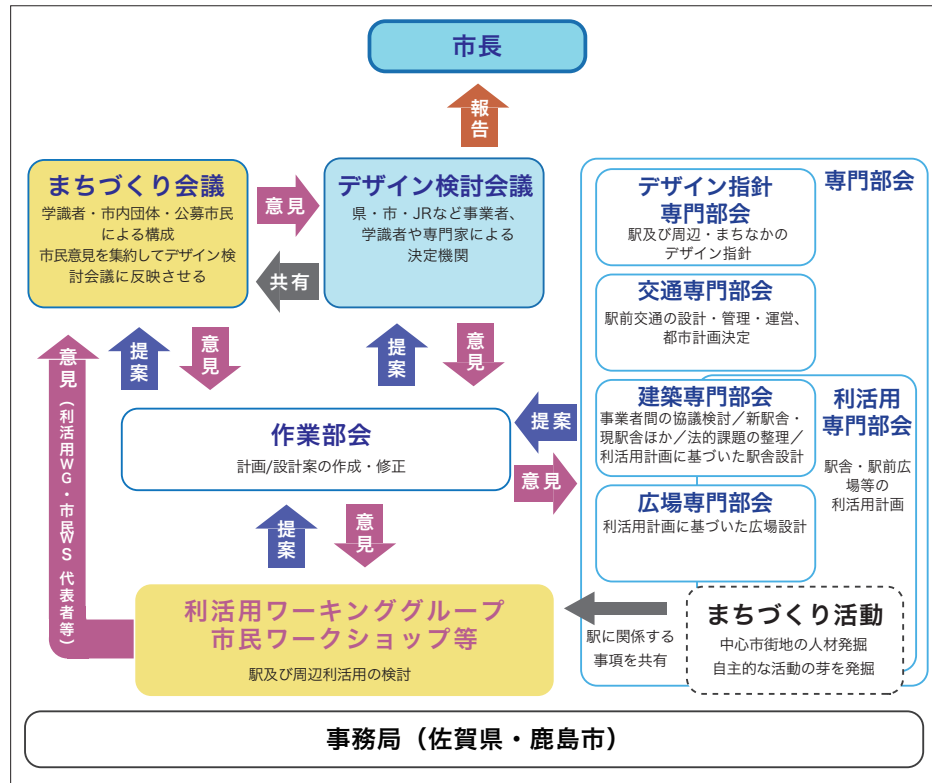 市長
報告
まちづくり会議
学識者・市内団体・公募市民
による構成
市民意見を集約してデザイン検
討会議に反映させる
意見
共有
デザイン検討会議
県・市・JRなど事業者、
学識者や専門家による
決定機関
専門部会
デザイン指針
専門部会
駅及び周辺・まちなかの
デザイン指針
交通専門部会
駅前交通の設計・管理・運営、
都市計画決定
建築専門部会
事業者間の協議検討/新駅舎・
現駅舎ほか/法的課題の整理/
利活用計画に基づいた駅舎設計
利活用
専門部会
駅舎・駅前広
場等の
利活用計画
広場専門部会
利活用計画に基づいた広場設計
意見(利活用WG・市民WS 代表者等)
提案
意見
提案
意見
作業部会
計画/設計案の作成・修正
提案
意見
提案
意見
利活用ワーキンググループ
市民ワークショップ等
駅及び周辺利活用の検討
駅に関係する
事項を共有
まちづくり活動
中心市街地の人材発掘
自主的な活動の芽を発掘
事務局(佐賀県・鹿島市)